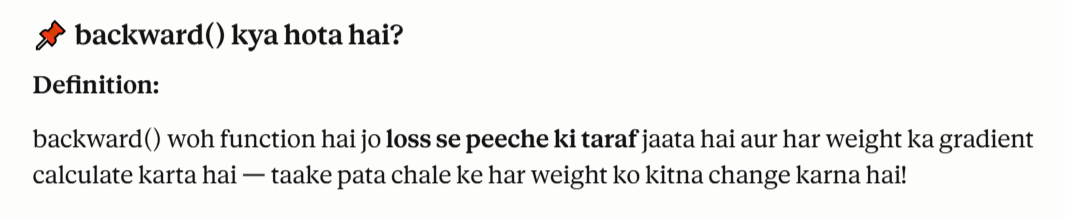 📌 backward() kya hota hai?
Definition:
backward() woh function hai jo loss se peeche ki taraf jaata hai aur har weight ka gradient
calculate karta hai — taake pata chale ke har weight ko kitna change karna hai!